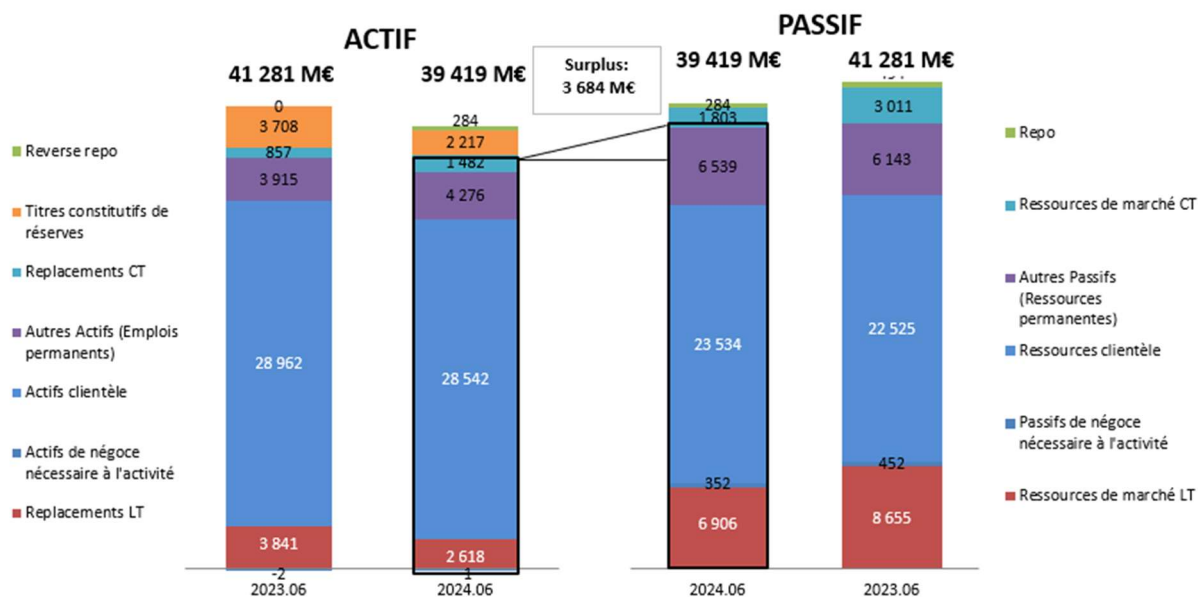 ACTIF
PASSIF
41 281 M€
39 419 M€
Surplus:
3 684 M€
39 419 M€
41 281 M€
Reverse repo
Titres constitutifs de
réserves
Replacements CT
Autres Actifs (Emplois
permanents)
Actifs clientèle
Actifs de négoce
nécessaire à l'activité
Replacements LT
0
3 708
857
3 915
28 962
3 841
-2
2023.06
284
2 217
1 482
4 276
28 542
2 618
1
2024.06
284
1 803
6 539
23 534
352
6 906
2024.06
3 011
6 143
22 525
452
8 655
2023.06
Repo
Ressources de marché CT
Autres Passifs
(Ressources
permanentes)
Ressources clientèle
Passifs de négoce
nécessaire à l'activité
Ressources de marché LT